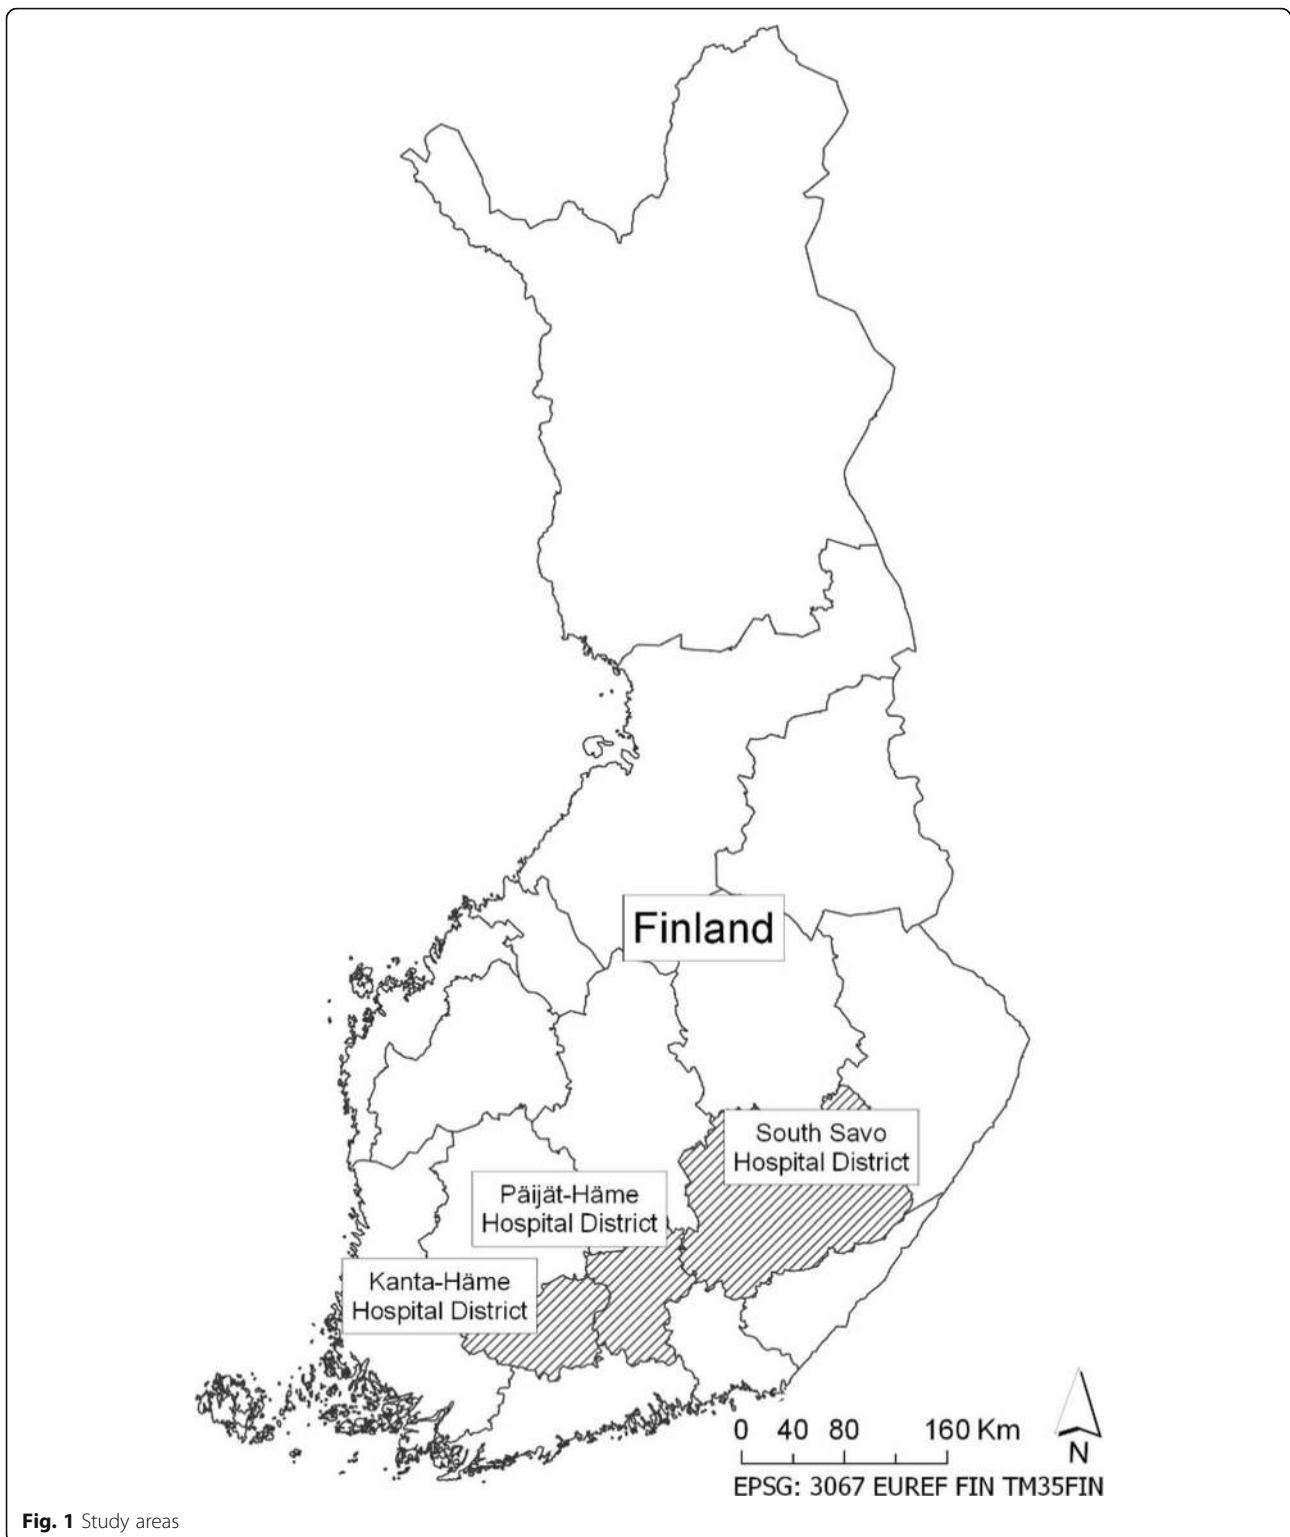 Finland
South Savo
Hospital District
Päijät-Häme
Hospital District
Kanta-Häme
Hospital District
0 40 80 160 Km
N
EPSG: 3067 EUREF FIN TM35FIN
Fig. 1 Study areas